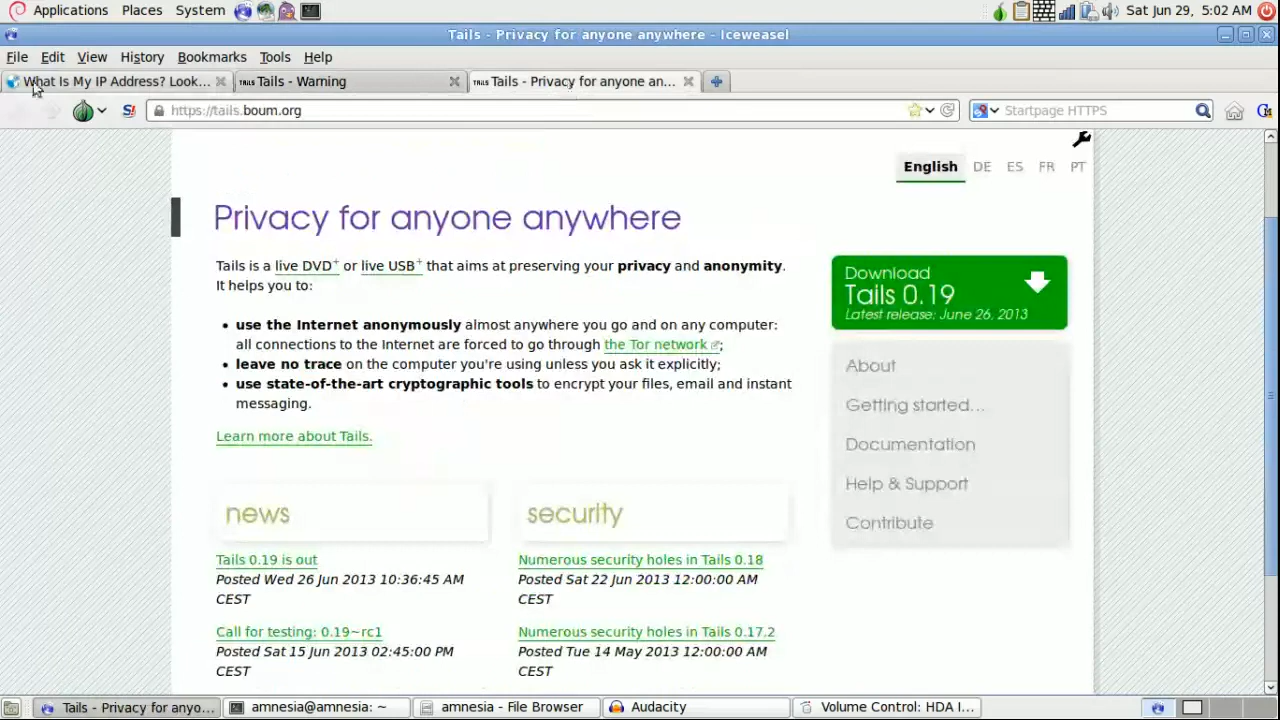 Applications Places System Sat Jun 29, 5:02 AM
Tails - Privacy for anyone anywhere - Iceweasel
File Edit View History Bookmarks Tools Help
What Is My IP Address? Look... TAILS Tails - Warning TAILS Tails - Privacy for anyone an...
S! https://tails.boum.org Startpage HTTPS
English DE ES FR PT
Privacy for anyone anywhere
Tails is a live DVD+ or live USB+ that aims at preserving your privacy and anonymity.
It helps you to:
• use the Internet anonymously almost anywhere you go and on any computer:
all connections to the Internet are forced to go through the Tor network;
• leave no trace on the computer you're using unless you ask it explicitly;
• use state-of-the-art cryptographic tools to encrypt your files, email and instant
messaging.
Learn more about Tails.
Download
Tails 0.19
Latest release: June 26, 2013
About
Getting started...
Documentation
Help & Support
Contribute
news
Tails 0.19 is out
Posted Wed 26 Jun 2013 10:36:45 AM
CEST
Call for testing: 0.19~rc1
Posted Sat 15 Jun 2013 02:45:00 PM
CEST
security
Numerous security holes in Tails 0.18
Posted Sat 22 Jun 2013 12:00:00 AM
CEST
Numerous security holes in Tails 0.17.2
Posted Tue 14 May 2013 12:00:00 AM
CEST
Tails - Privacy for anyo... amnesia@amnesia: ~ amnesia - File Browser Audacity Volume Control: HDA I...